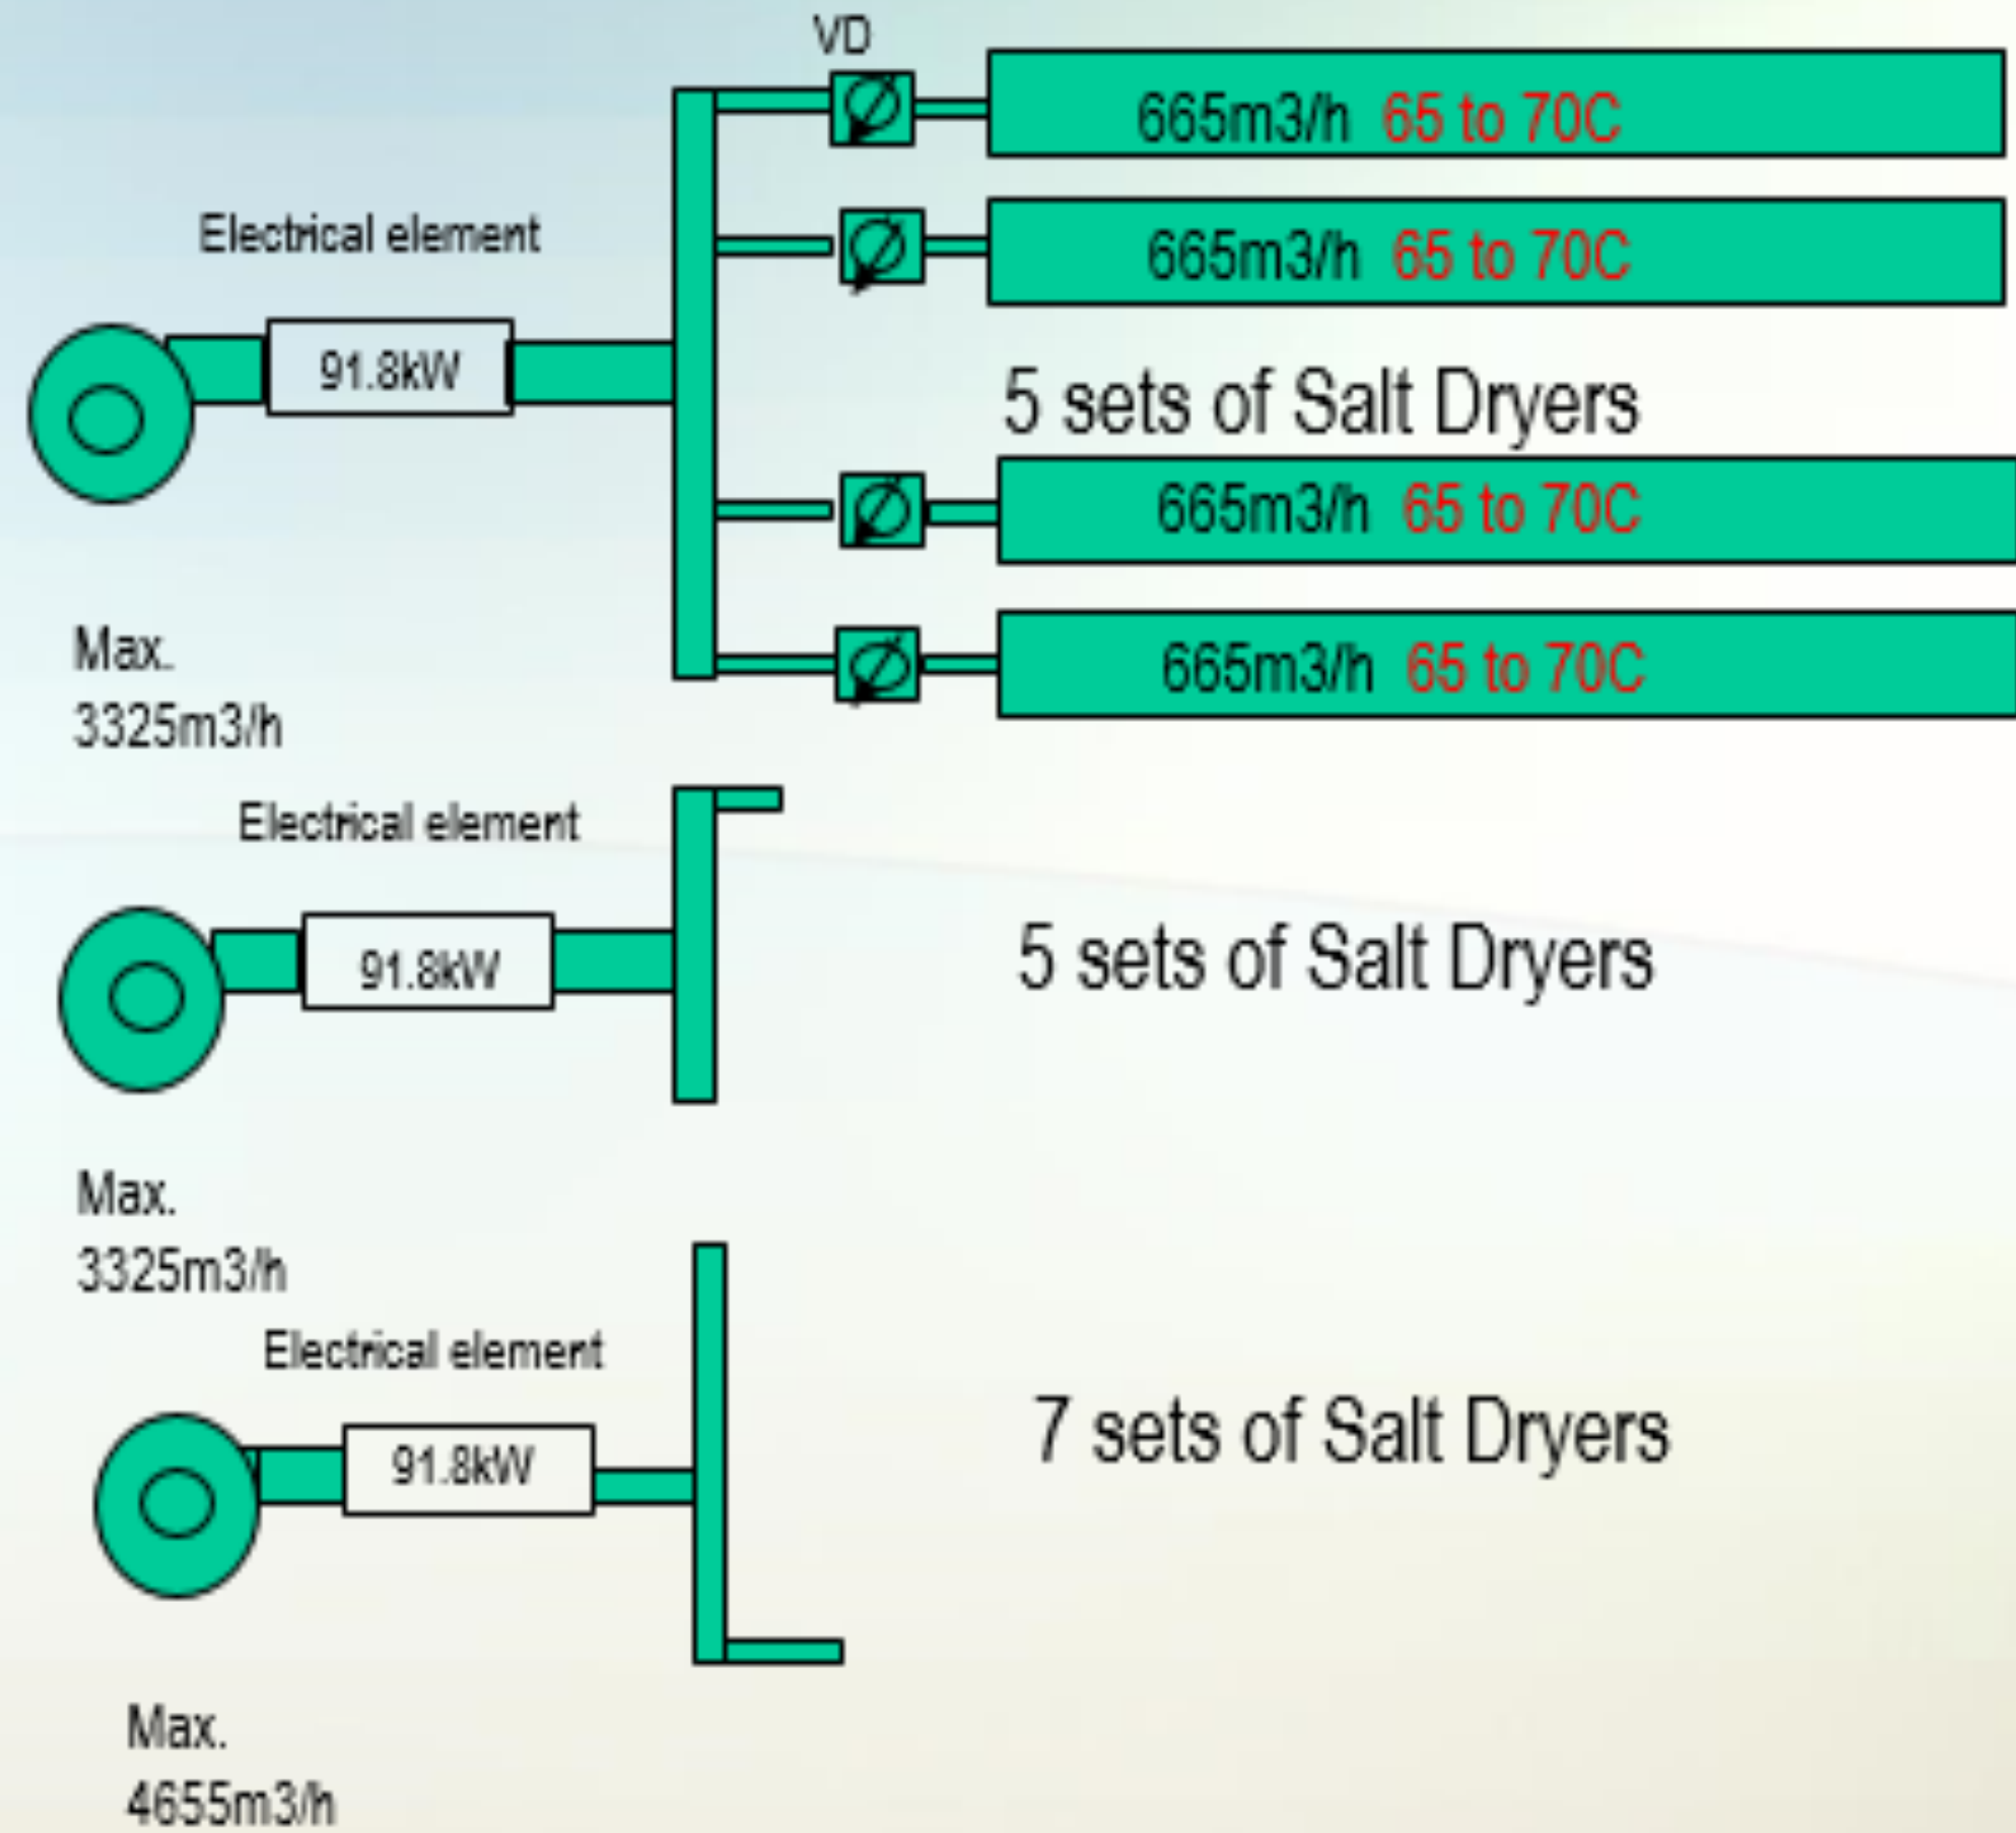 VD
665m3/h 65 to 70C
Electrical element
665m3/h 65 to 70C
91.8kW
5 sets of Salt Dryers
665m3/h 65 to 70C
Max.
3325m3/h
665m3/h 65 to 70C
Electrical element
91.8kW
5 sets of Salt Dryers
Max.
3325m3/h
Electrical element
91.8kW
7 sets of Salt Dryers
Max.
4655m3/h